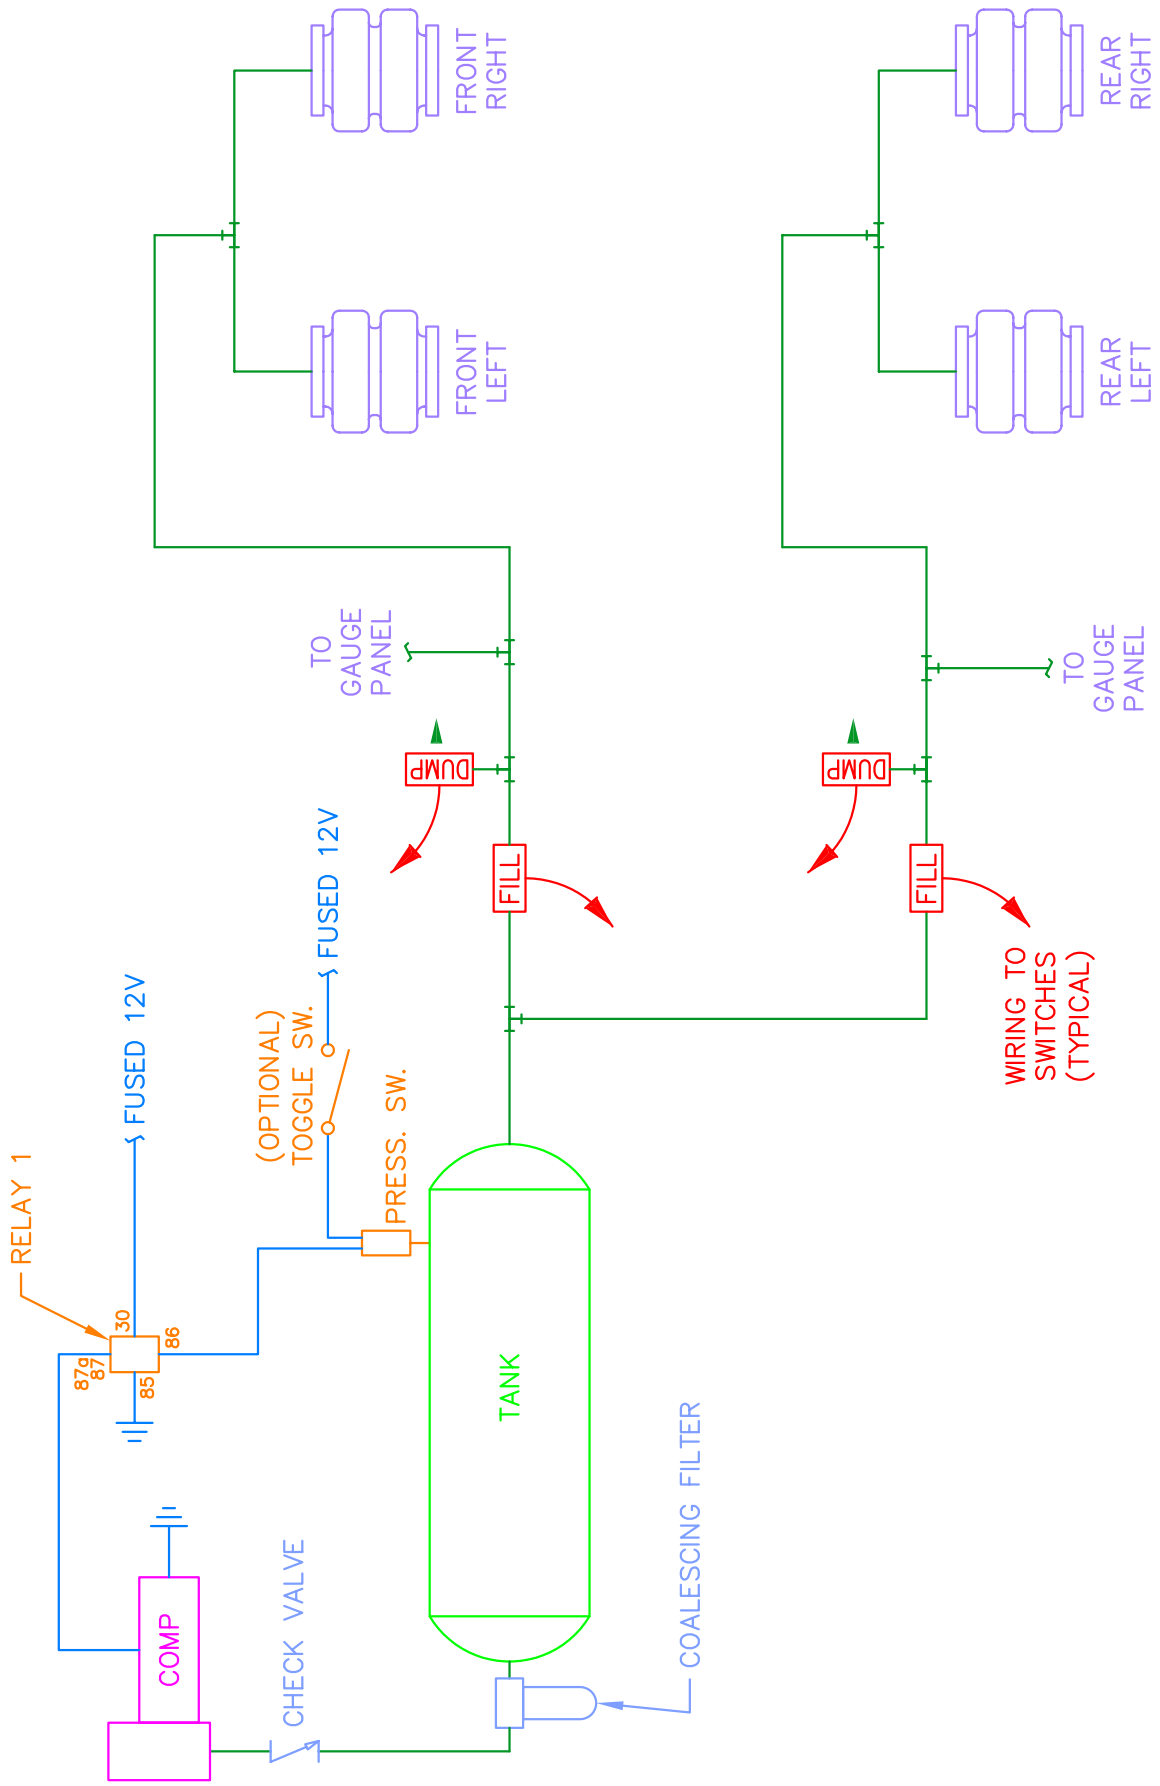 RELAY 1
FUSED 12V
30
87a
87
86
85
(OPTIONAL)
TOGGLE SW.
FUSED 12V
PRESS. SW.
COMP
CHECK VALVE
TANK
COALESCING FILTER
TO
GAUGE
PANEL
DUMP
FILL
FRONT
LEFT
FRONT
RIGHT
DUMP
FILL
WIRING TO
SWITCHES
(TYPICAL)
TO
GAUGE
PANEL
REAR
LEFT
REAR
RIGHT